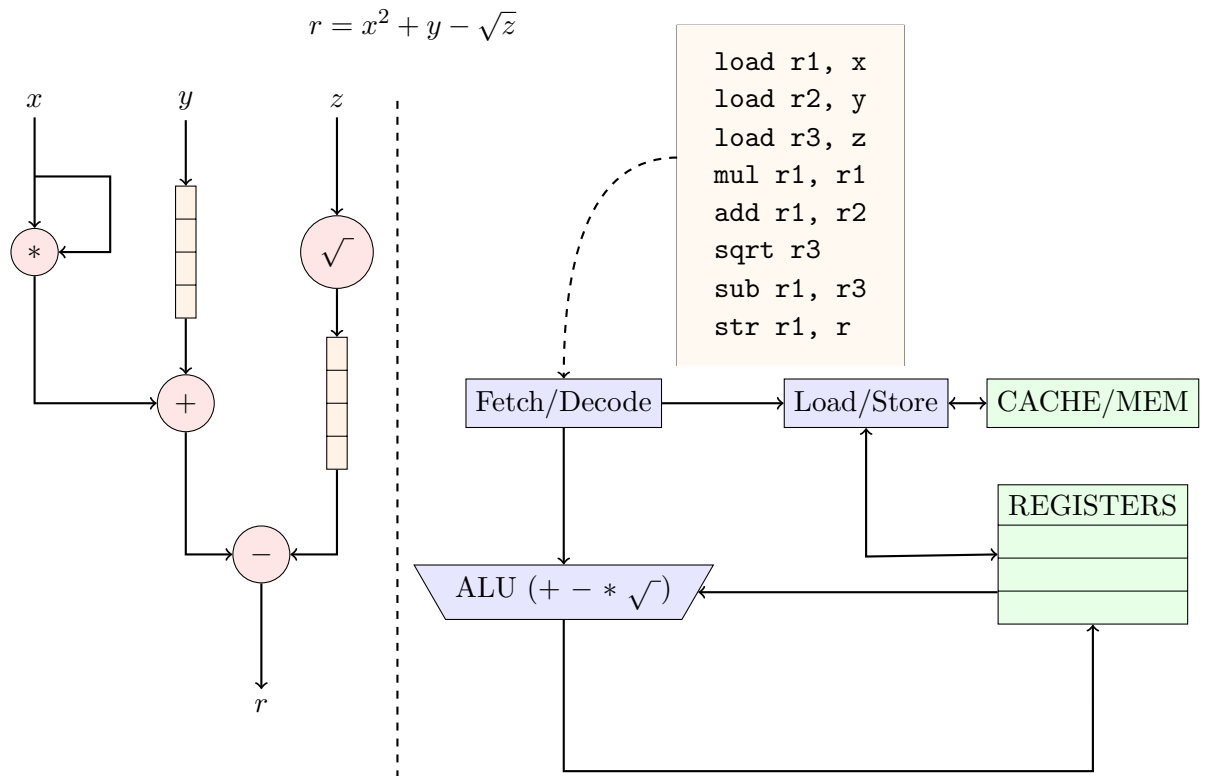 r = x² + y − √z
x
y
z
*
√
+
−
r
load r1, x
load r2, y
load r3, z
mul r1, r1
add r1, r2
sqrt r3
sub r1, r3
str r1, r
Fetch/Decode
Load/Store
CACHE/MEM
REGISTERS
ALU (+ − * √)